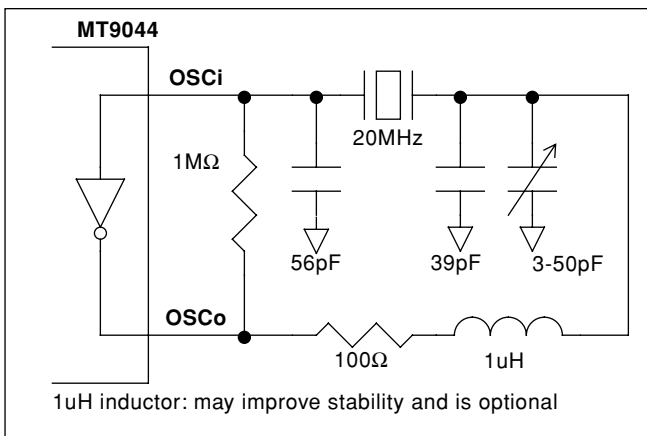 MT9044
OSCi
20MHz
1MΩ
56pF
39pF
3-50pF
OSCo
100Ω
1uH
1uH inductor: may improve stability and is optional